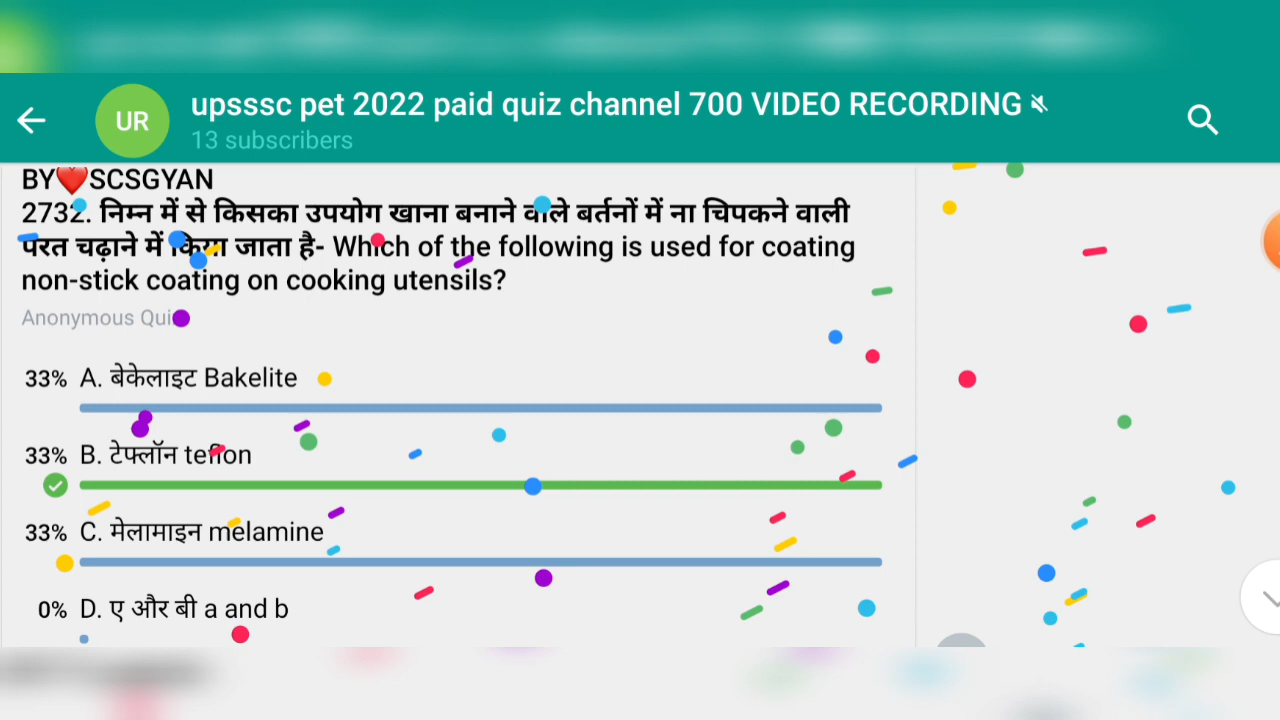 UR
upsssc pet 2022 paid quiz channel 700 VIDEO RECORDING
13 subscribers
BY❤️SCSGYAN
2732. निम्न में से किसका उपयोग खाना बनाने वाले बर्तनों में ना चिपकने वाली
परत चढ़ाने में किया जाता है- Which of the following is used for coating
non-stick coating on cooking utensils?
Anonymous Quiz
33% A. बेकेलाइट Bakelite
33% B. टेफ्लॉन teflon
33% C. मेलामाइन melamine
0% D. ए और बी a and b